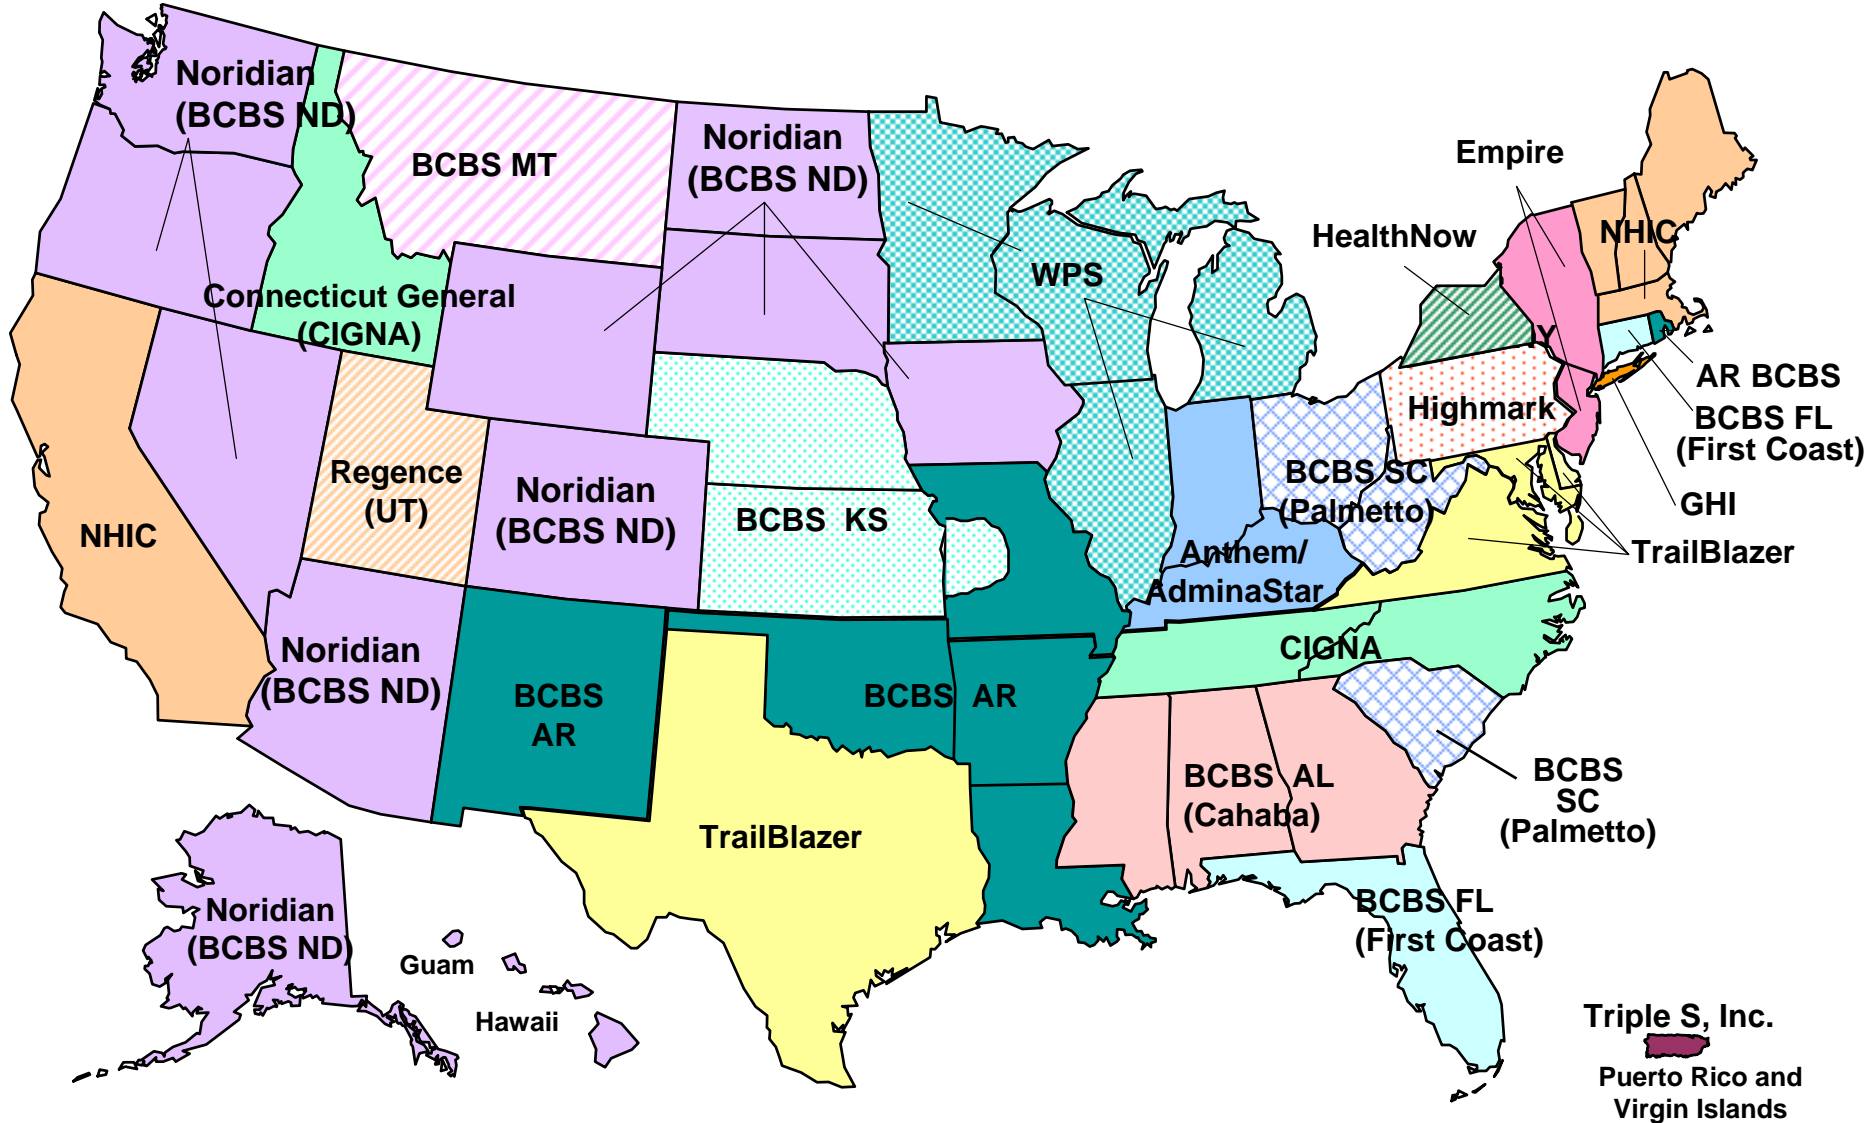 Noridian
(BCBS ND)
BCBS MT
Noridian
(BCBS ND)
Empire
HealthNow
NHIC
WPS
Connecticut General
(CIGNA)
Y
AR BCBS
BCBS FL
(First Coast)
Highmark
Regence
(UT)
Noridian
(BCBS ND)
BCBS KS
BCBS SC
(Palmetto)
GHI
NHIC
Anthem/
AdminaStar
TrailBlazer
Noridian
(BCBS ND)
CIGNA
BCBS
AR
BCBS AR
BCBS AL
(Cahaba)
BCBS
SC
(Palmetto)
TrailBlazer
Noridian
(BCBS ND)
BCBS FL
(First Coast)
Guam
Hawaii
Triple S, Inc.
Puerto Rico and
Virgin Islands